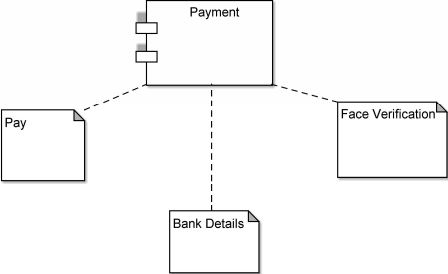 Payment
Pay
Face Verification
Bank Details